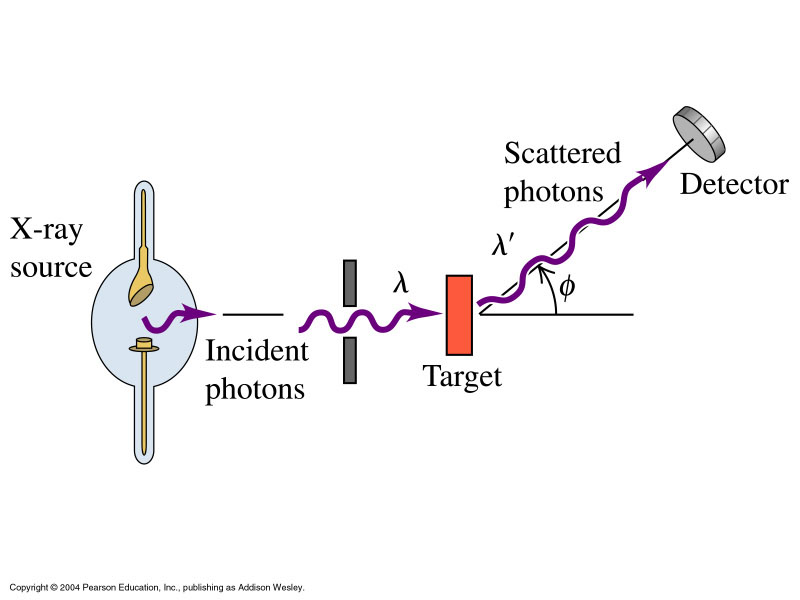 X-ray
source
Incident
photons
λ
Target
λ′
ϕ
Scattered
photons
Detector
Copyright © 2004 Pearson Education, Inc., publishing as Addison Wesley.